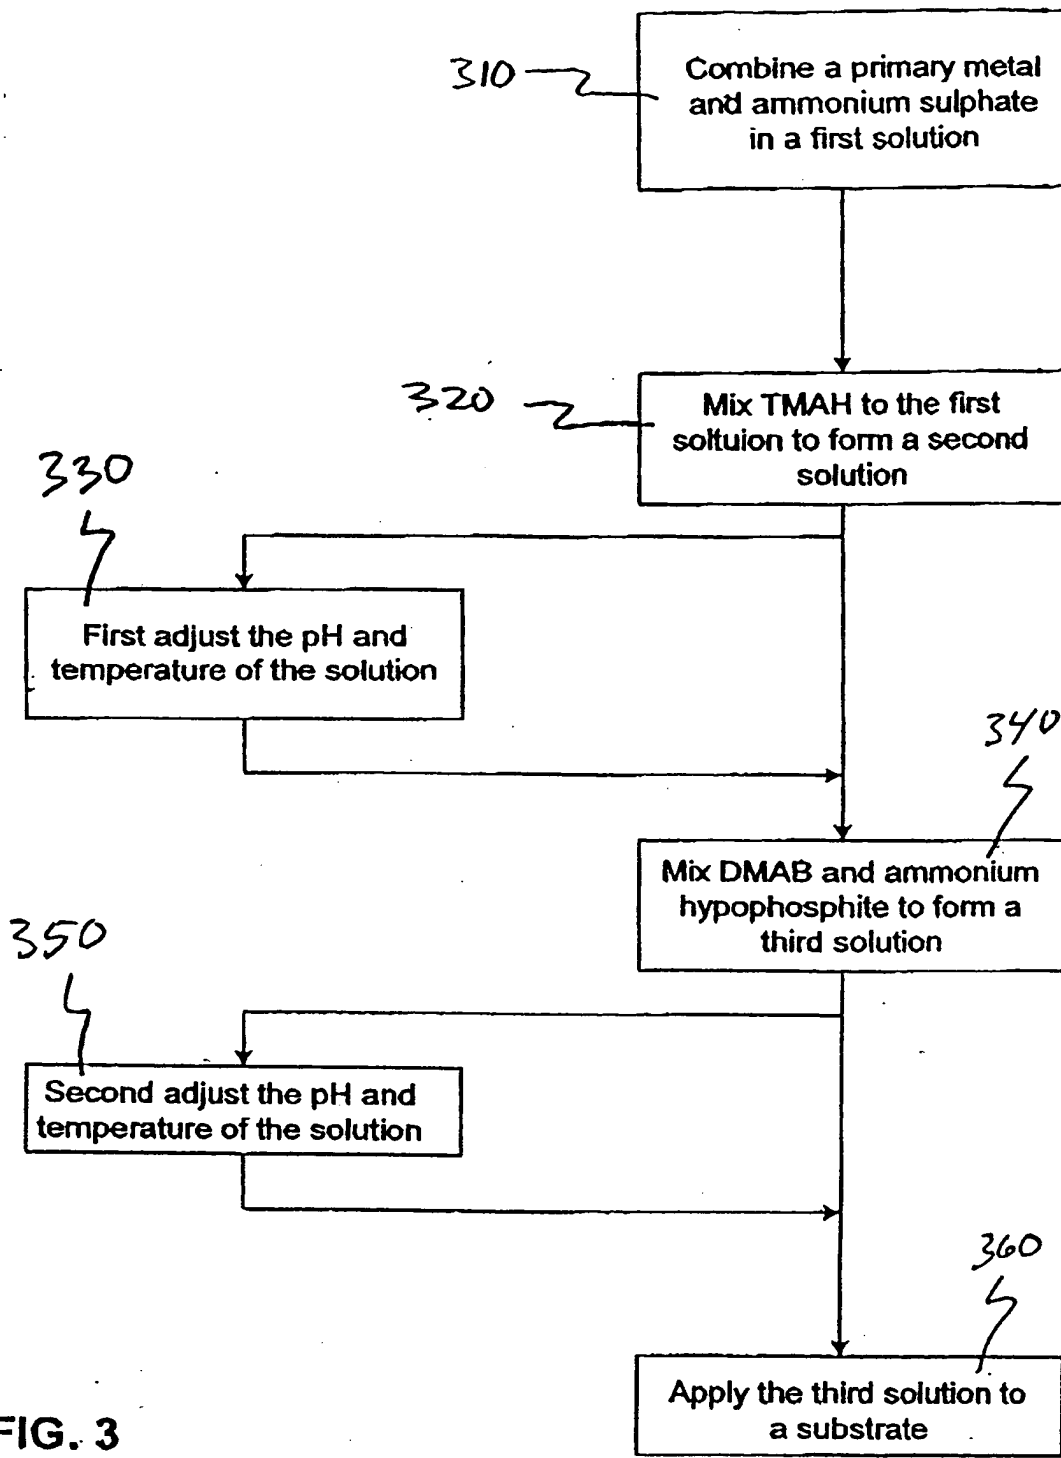 310
Combine a primary metal
and ammonium sulphate
in a first solution
320
Mix TMAH to the first
soltuion to form a second
solution
330
First adjust the pH and
temperature of the solution
340
Mix DMAB and ammonium
hypophosphite to form a
third solution
350
Second adjust the pH and
temperature of the solution
360
Apply the third solution to
a substrate
FIG. 3